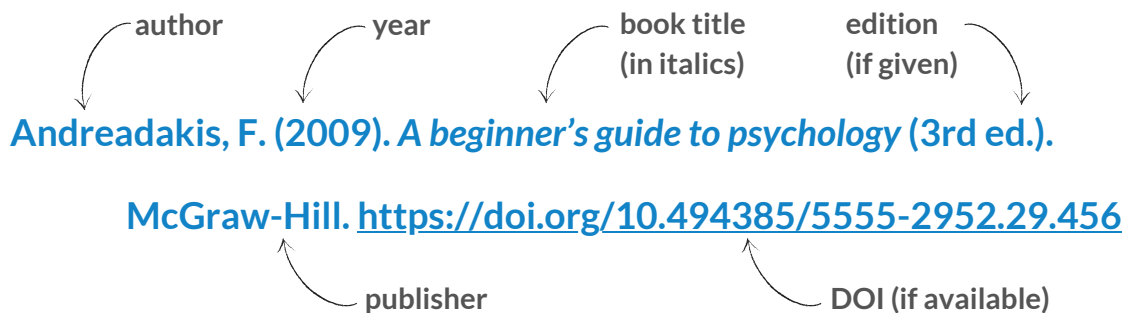 author year book title edition
(in italics) (if given)
Andreadakis, F. (2009). A beginner’s guide to psychology (3rd ed.).
McGraw-Hill. https://doi.org/10.494385/5555-2952.29.456
publisher DOI (if available)